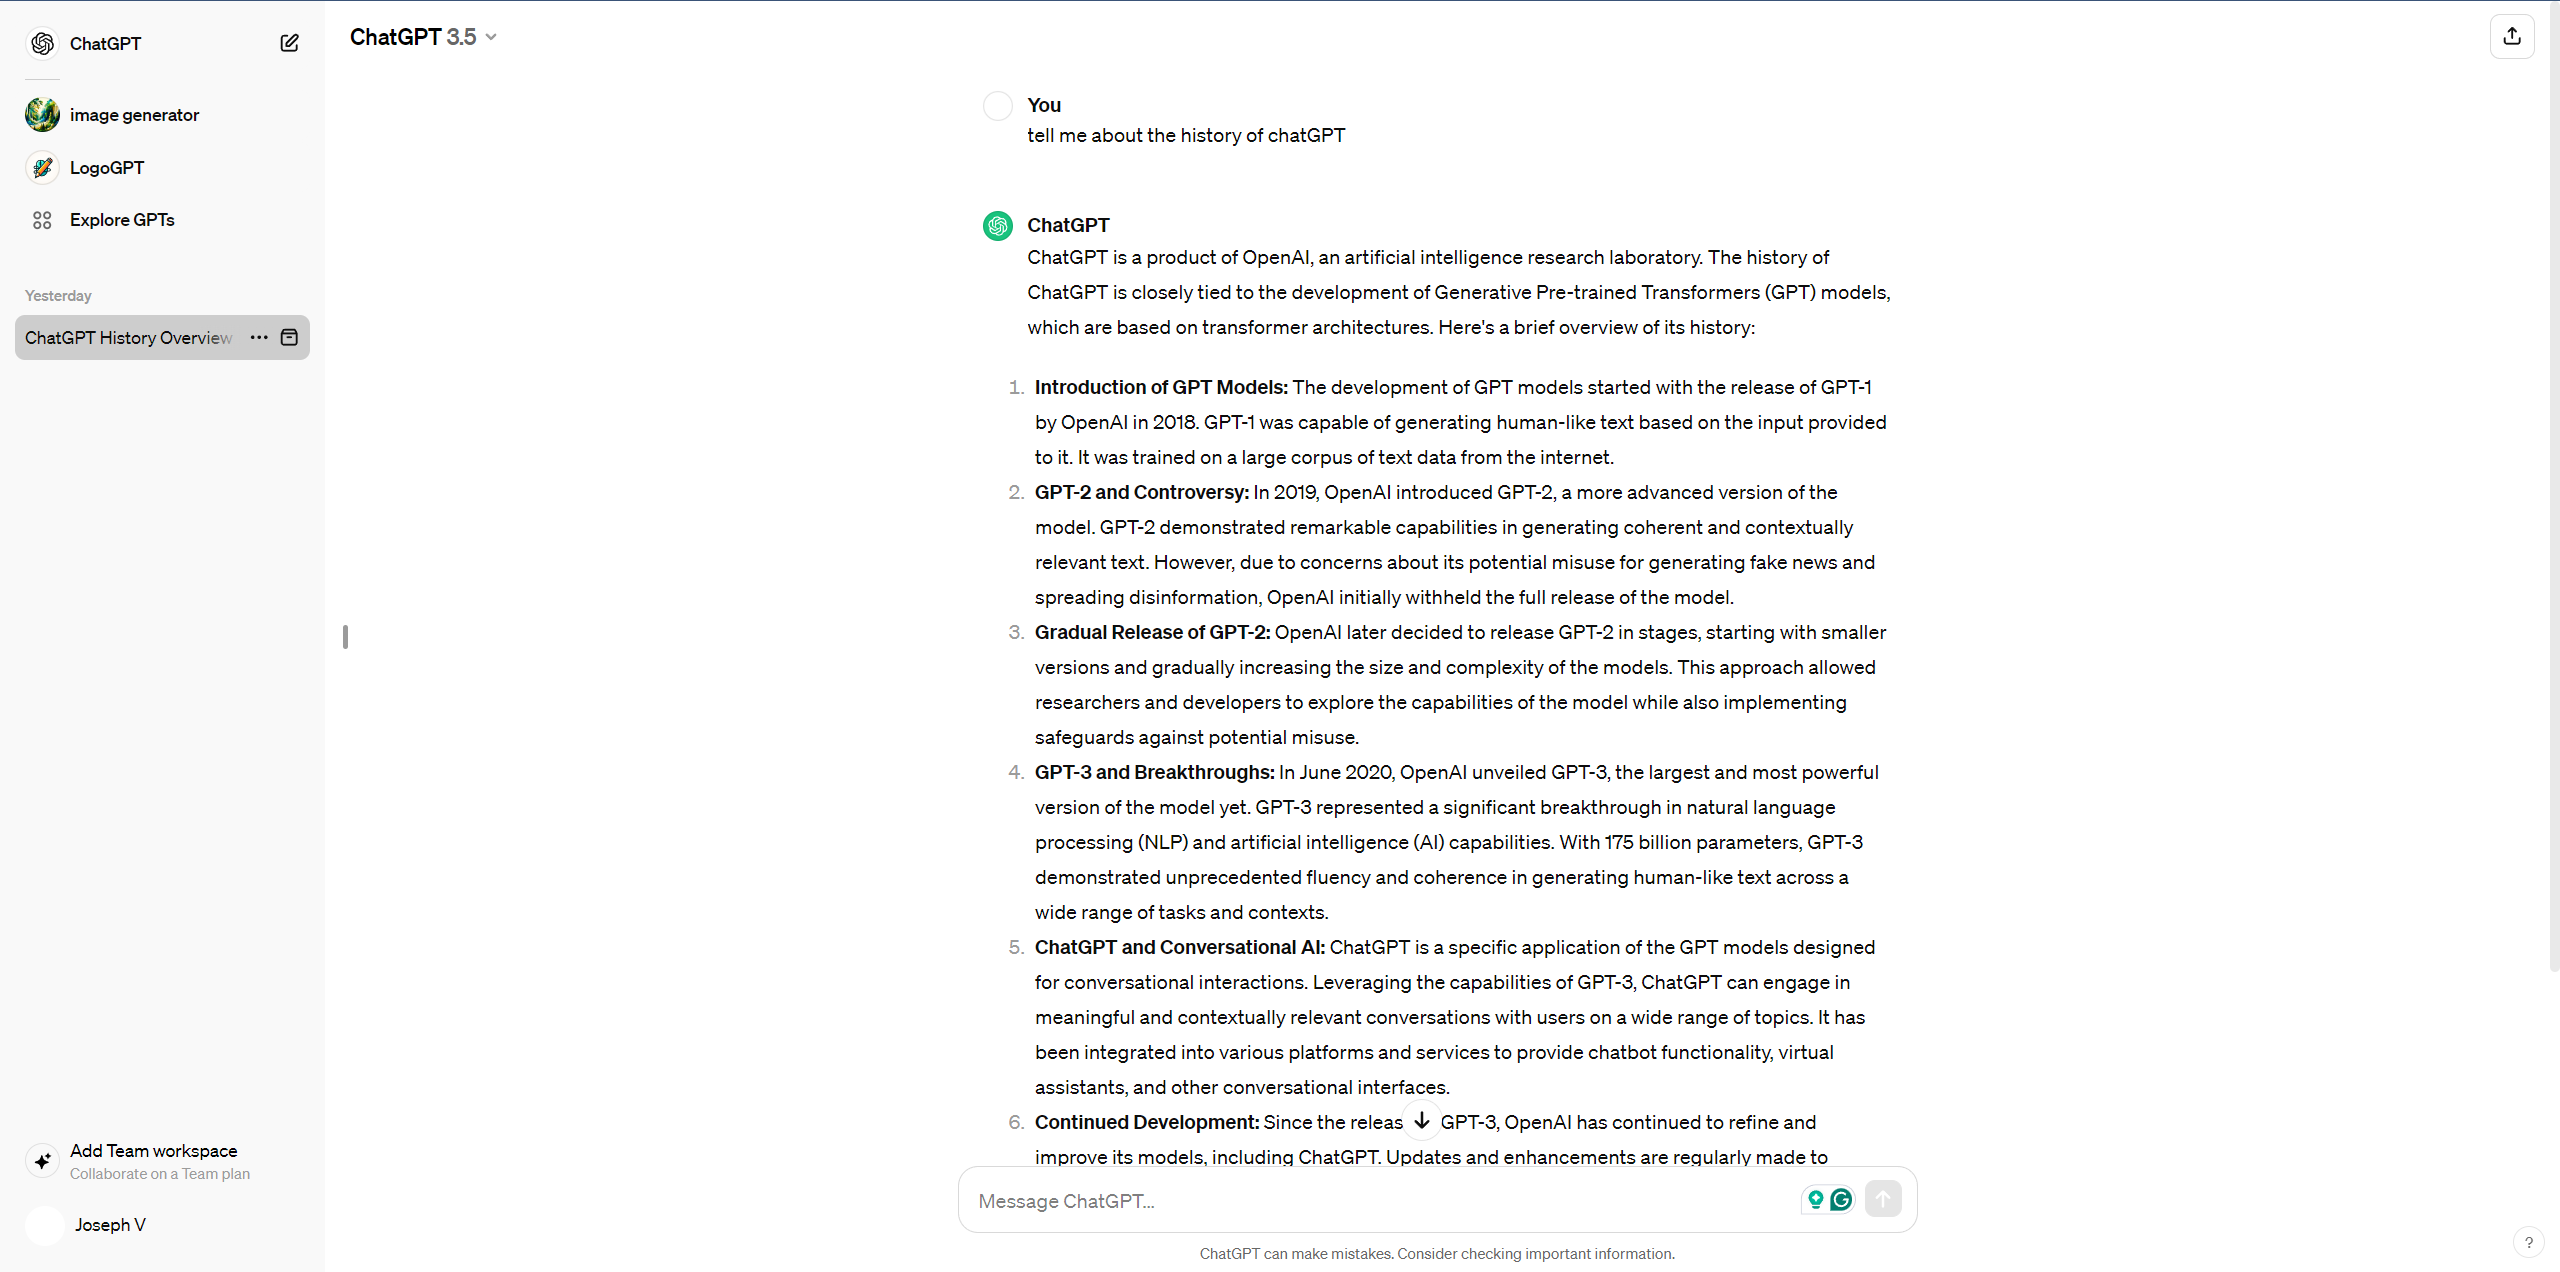 ChatGPT
image generator
LogoGPT
Explore GPTs
Yesterday
ChatGPT History Overview
Add Team workspace
Collaborate on a Team plan
Joseph V
ChatGPT 3.5
You
tell me about the history of chatGPT
ChatGPT
ChatGPT is a product of OpenAI, an artificial intelligence research laboratory. The history of
ChatGPT is closely tied to the development of Generative Pre-trained Transformers (GPT) models,
which are based on transformer architectures. Here's a brief overview of its history:
1. Introduction of GPT Models: The development of GPT models started with the release of GPT-1
by OpenAI in 2018. GPT-1 was capable of generating human-like text based on the input provided
to it. It was trained on a large corpus of text data from the internet.
2. GPT-2 and Controversy: In 2019, OpenAI introduced GPT-2, a more advanced version of the
model. GPT-2 demonstrated remarkable capabilities in generating coherent and contextually
relevant text. However, due to concerns about its potential misuse for generating fake news and
spreading disinformation, OpenAI initially withheld the full release of the model.
3. Gradual Release of GPT-2: OpenAI later decided to release GPT-2 in stages, starting with smaller
versions and gradually increasing the size and complexity of the models. This approach allowed
researchers and developers to explore the capabilities of the model while also implementing
safeguards against potential misuse.
4. GPT-3 and Breakthroughs: In June 2020, OpenAI unveiled GPT-3, the largest and most powerful
version of the model yet. GPT-3 represented a significant breakthrough in natural language
processing (NLP) and artificial intelligence (AI) capabilities. With 175 billion parameters, GPT-3
demonstrated unprecedented fluency and coherence in generating human-like text across a
wide range of tasks and contexts.
5. ChatGPT and Conversational AI: ChatGPT is a specific application of the GPT models designed
for conversational interactions. Leveraging the capabilities of GPT-3, ChatGPT can engage in
meaningful and contextually relevant conversations with users on a wide range of topics. It has
been integrated into various platforms and services to provide chatbot functionality, virtual
assistants, and other conversational interfaces.
6. Continued Development: Since the releas GPT-3, OpenAI has continued to refine and
improve its models, including ChatGPT. Updates and enhancements are regularly made to
Message ChatGPT...
ChatGPT can make mistakes. Consider checking important information.
?